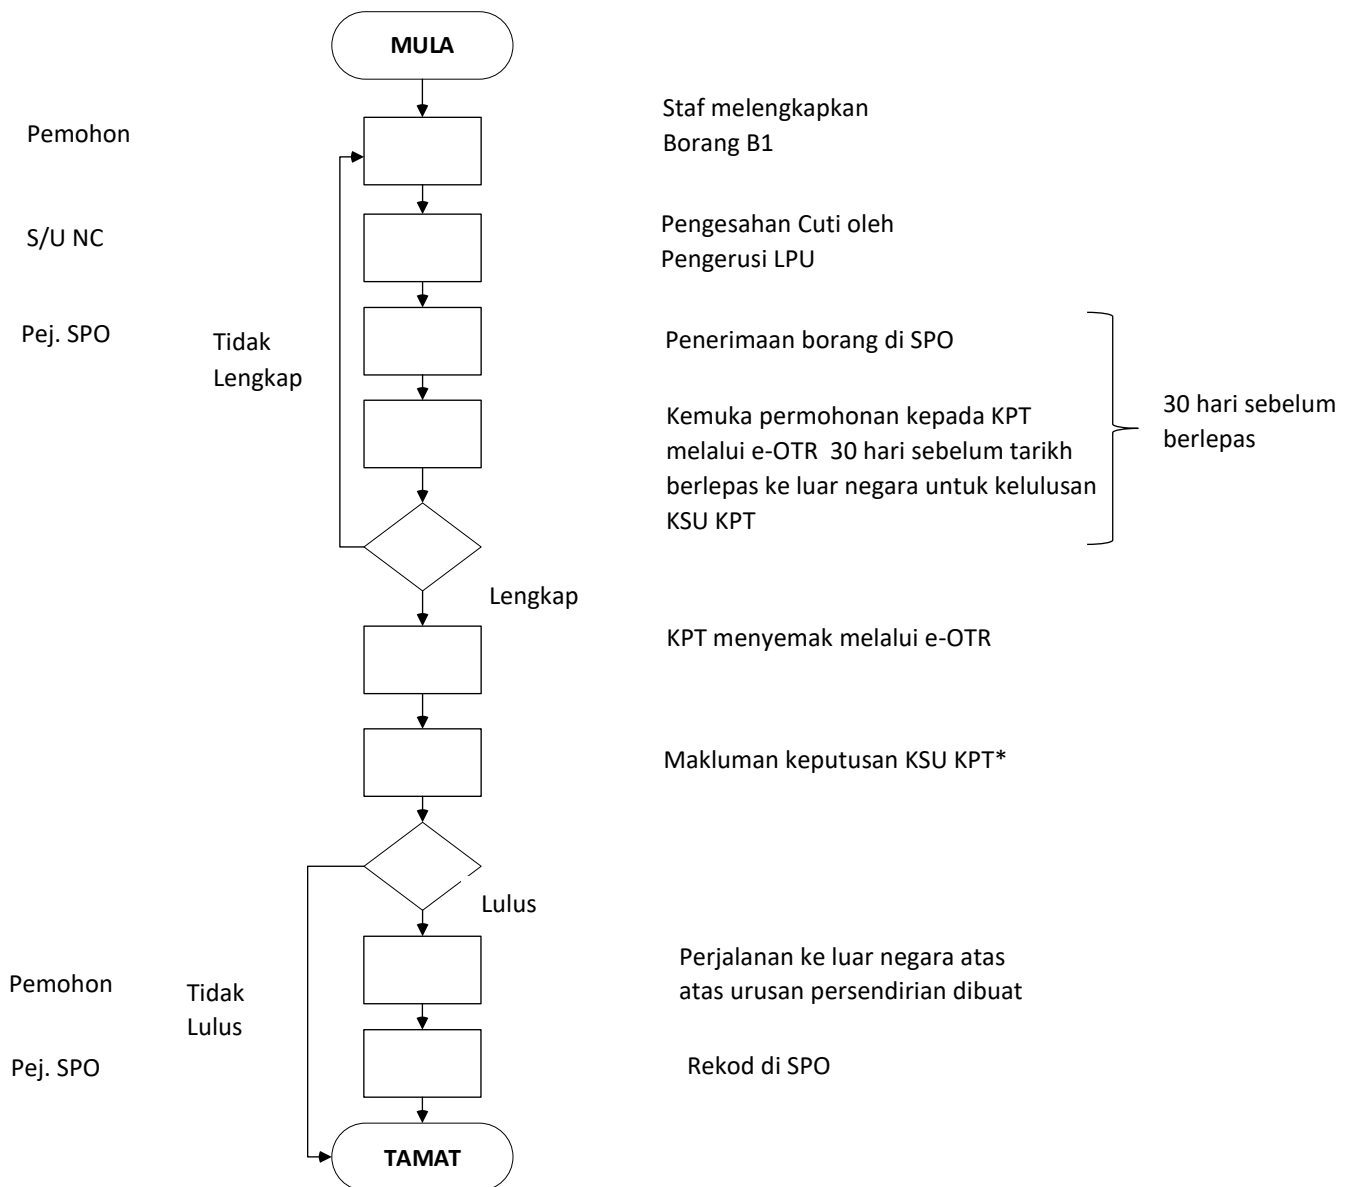 MULA
Pemohon
Staf melengkapkan
Borang B1
S/U NC
Pengesahan Cuti oleh
Pengerusi LPU
Pej. SPO
Tidak
Lengkap
Penerimaan borang di SPO
Kemuka permohonan kepada KPT
melalui e-OTR 30 hari sebelum tarikh
berlepas ke luar negara untuk kelulusan
KSU KPT
30 hari sebelum
berlepas
Lengkap
KPT menyemak melalui e-OTR
Makluman keputusan KSU KPT*
Lulus
Pemohon
Tidak
Lulus
Perjalanan ke luar negara atas
atas urusan persendirian dibuat
Pej. SPO
Rekod di SPO
TAMAT